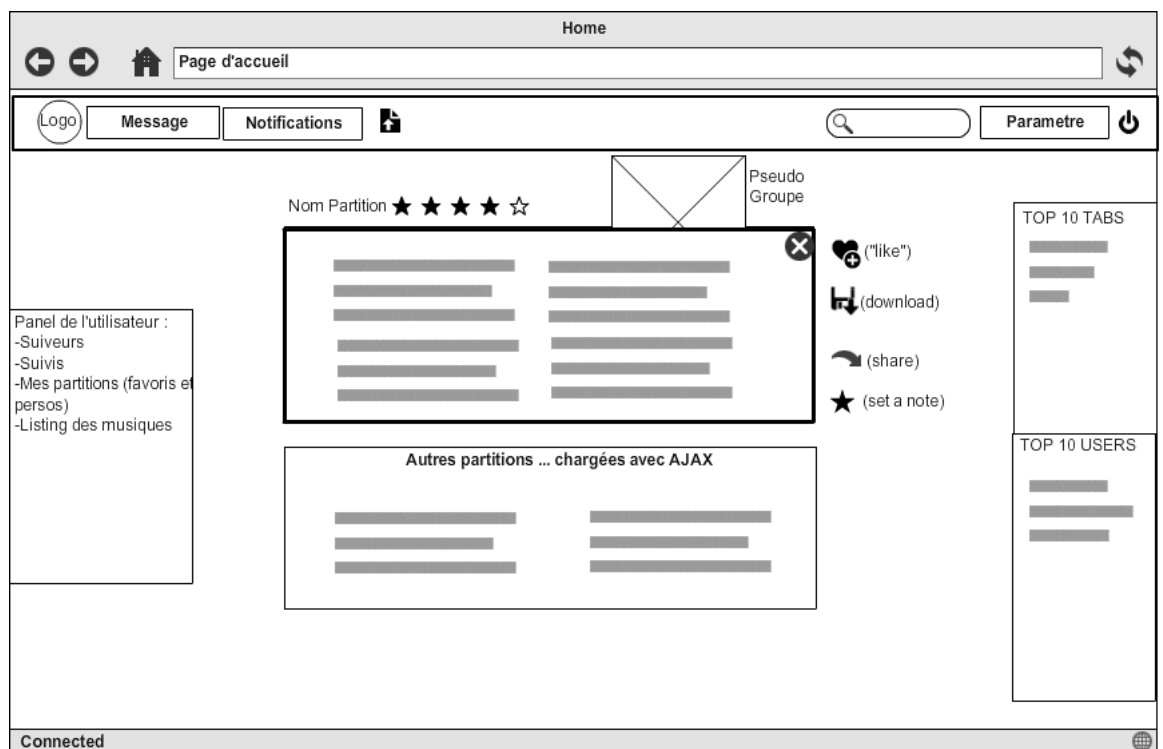 Home
Page d'accueil
Logo
Message
Notifications
Parametre
Nom Partition
Pseudo
Groupe
("like")
(download)
(share)
(set a note)
Panel de l'utilisateur :
-Suiveurs
-Suivis
-Mes partitions (favoris et
persos)
-Listing des musiques
Autres partitions ... chargées avec AJAX
TOP 10 TABS
TOP 10 USERS
Connected